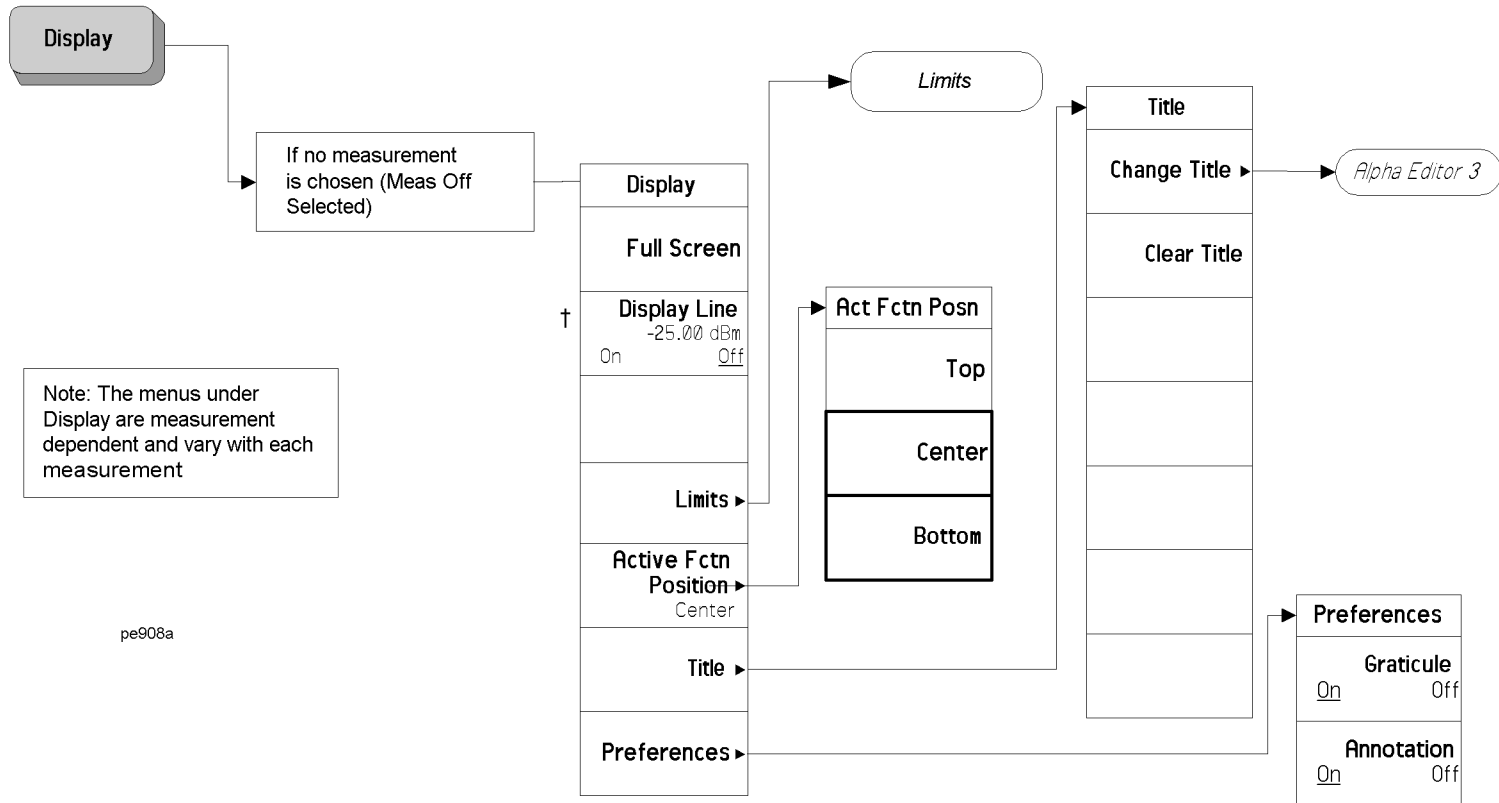 Display
If no measurement
is chosen (Meas Off
Selected)
Note: The menus under
Display are measurement
dependent and vary with each
measurement
pe908a
Display
Full Screen
†
Display Line
-25.00 dBm
On Off
Limits
Active Fctn
Position
Center
Title
Preferences
Limits
Act Fctn Posn
Top
Center
Bottom
Title
Change Title
Clear Title
Alpha Editor 3
Preferences
Graticule
On Off
Annotation
On Off